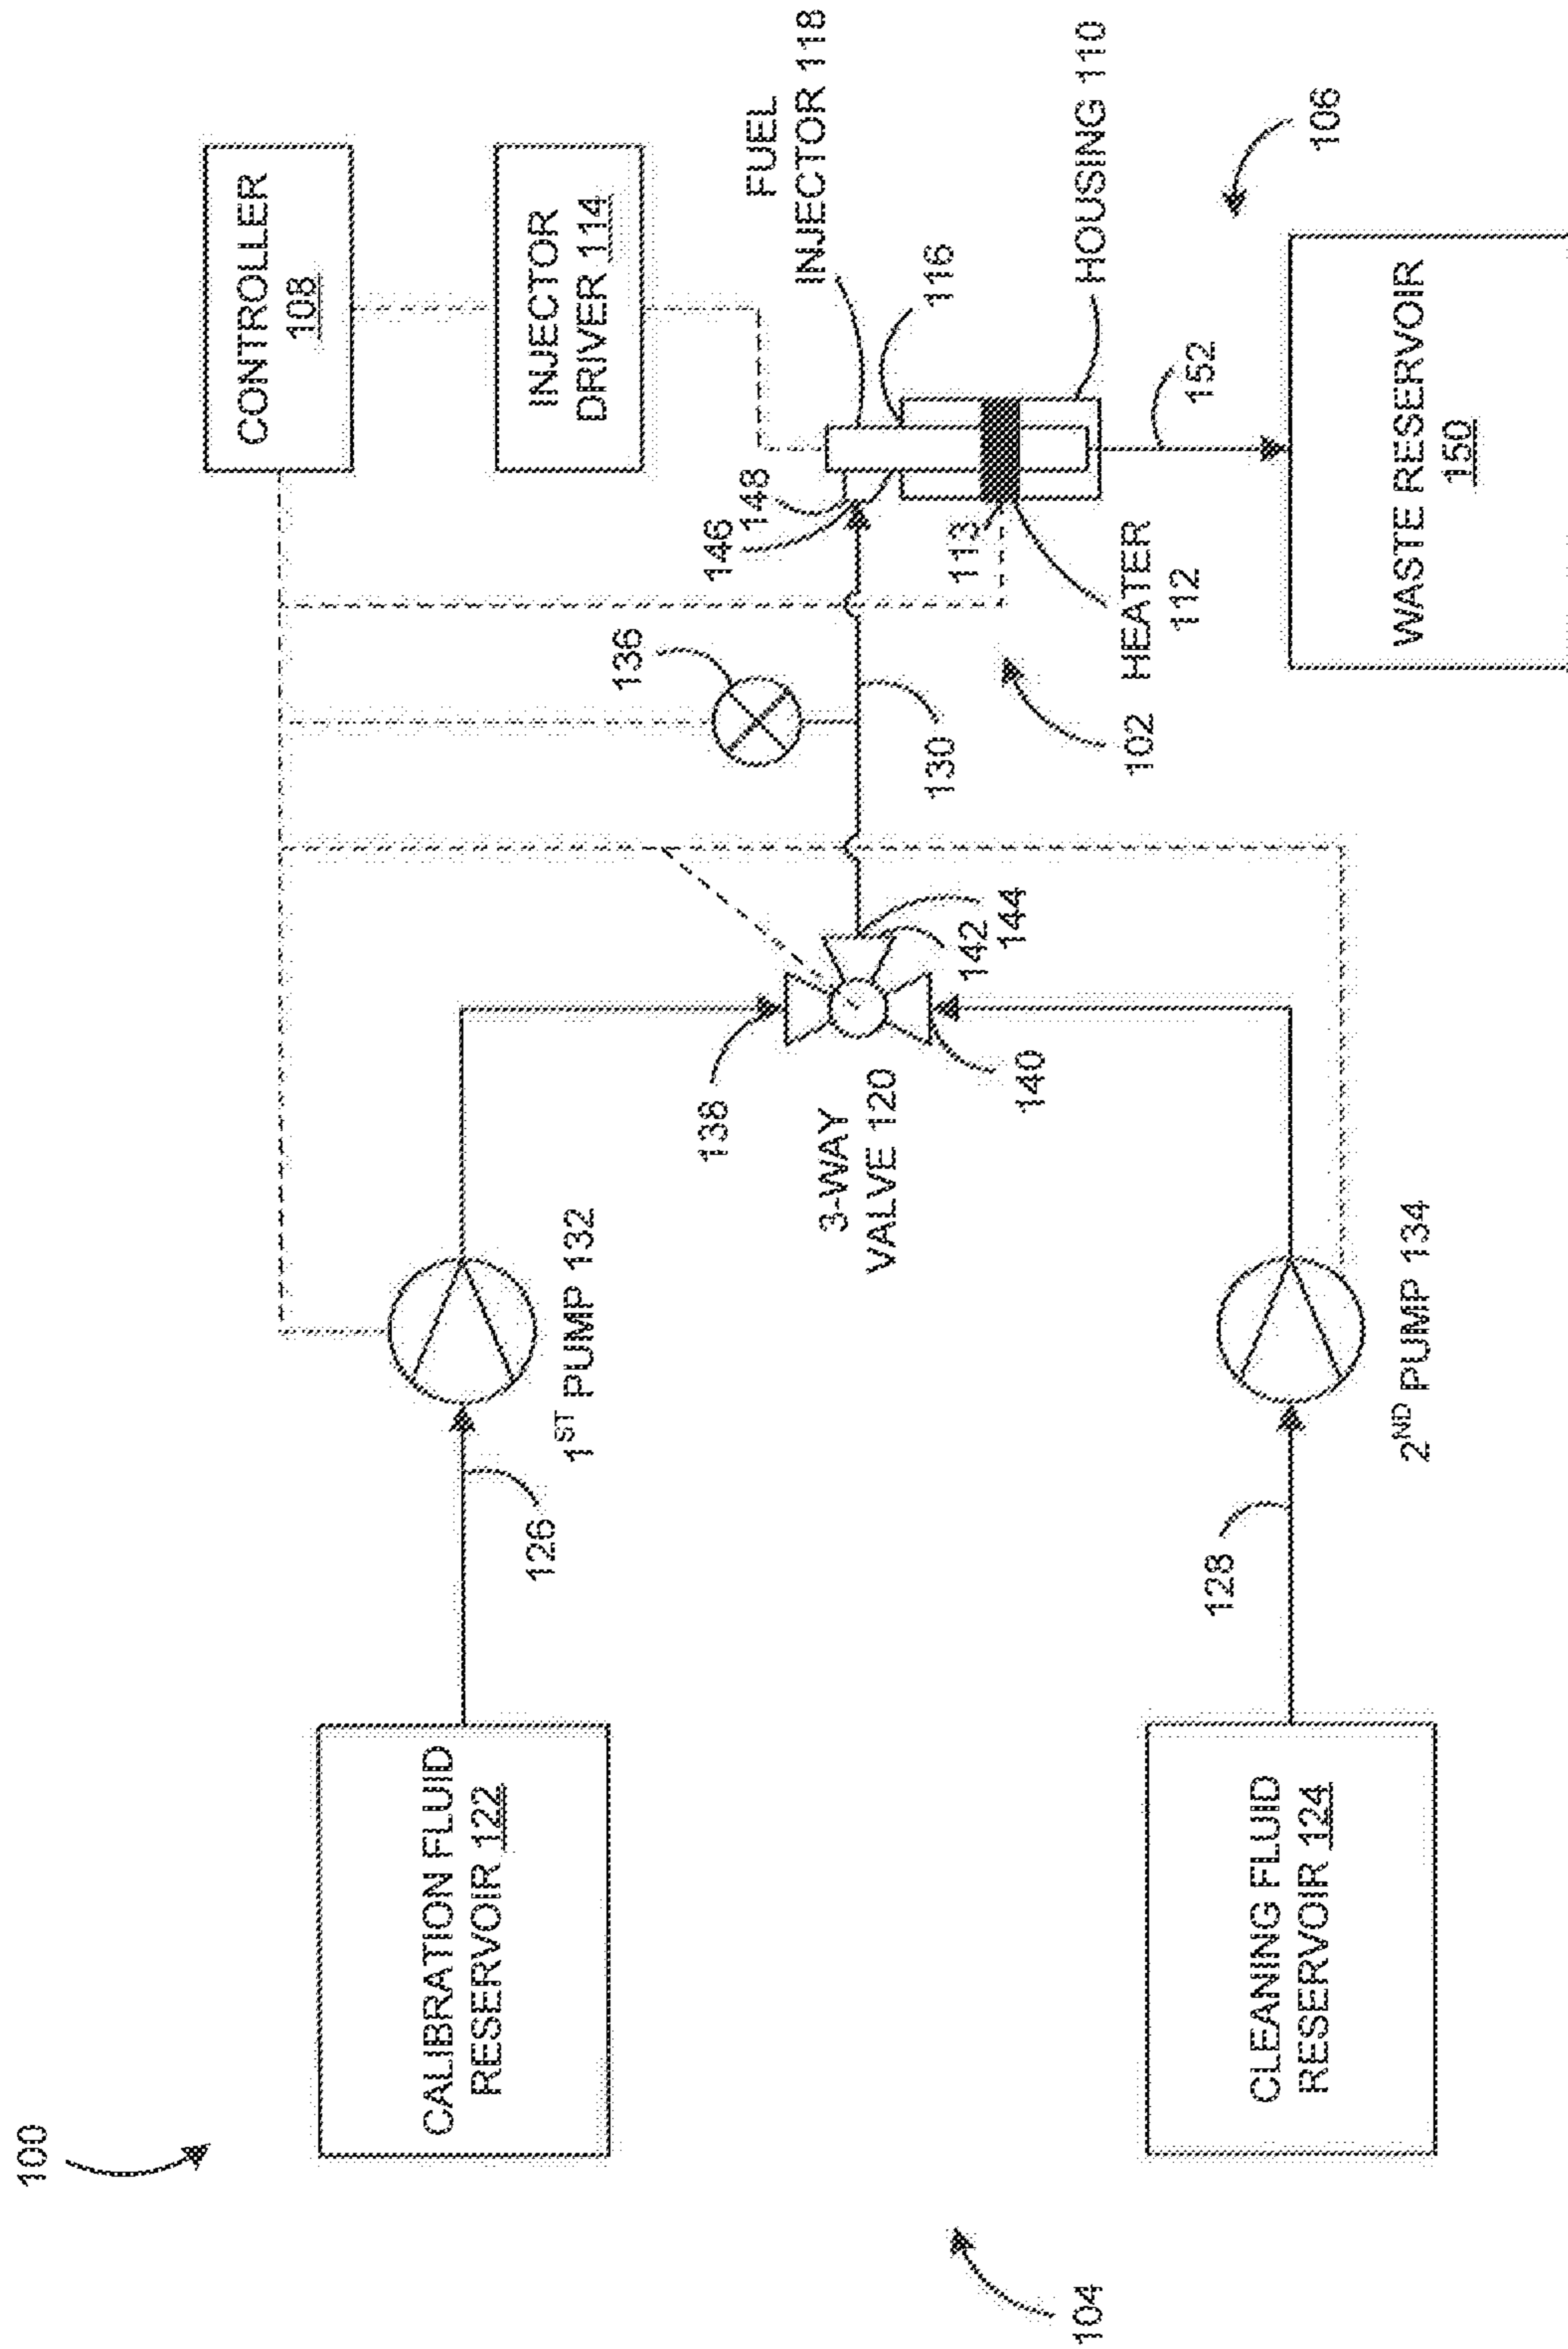 100
CONTROLLER
108
CALIBRATION FLUID
RESERVOIR 122
126
1ST PUMP 132
INJECTOR
DRIVER 114
136
146
148
FUEL
INJECTOR 118
138
3-WAY
VALVE 120
140
142
144
130
116
113
HEATER
112
HOUSING 110
102
152
106
104
CLEANING FLUID
RESERVOIR 124
128
2ND PUMP 134
WASTE RESERVOIR
150